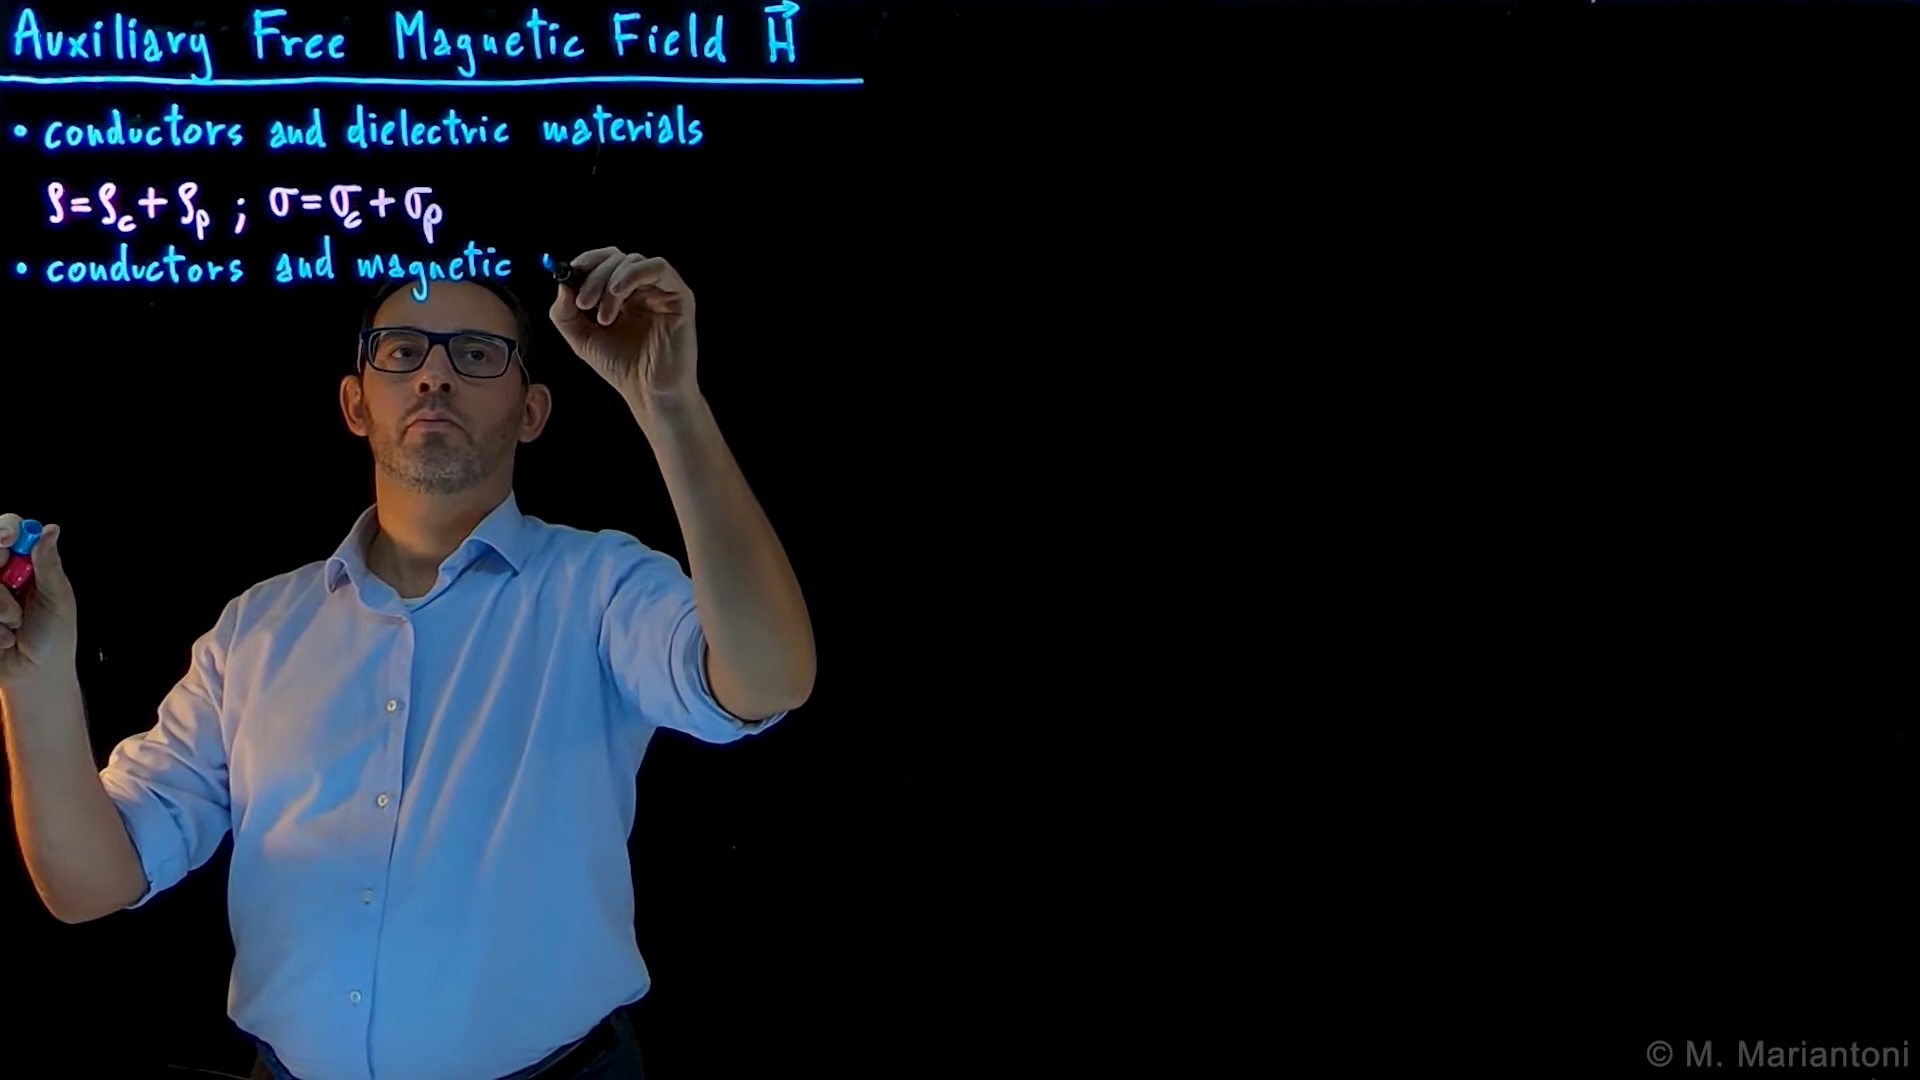 Auxiliary Free Magnetic Field H⃗
• conductors and dielectric materials
ρ=ρc+ρp ; σ=σc+σp
• conductors and magnetic
© M. Mariantoni